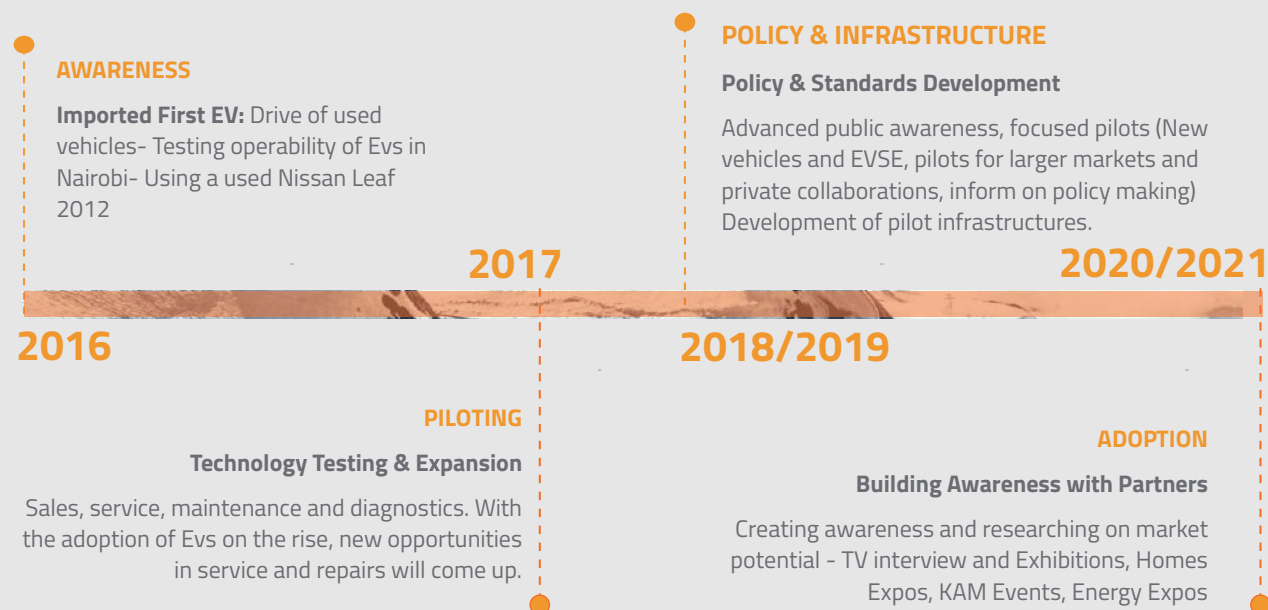 AWARENESS
Imported First EV: Drive of used
vehicles- Testing operability of Evs in
Nairobi- Using a used Nissan Leaf
2012
POLICY & INFRASTRUCTURE
Policy & Standards Development
Advanced public awareness, focused pilots (New
vehicles and EVSE, pilots for larger markets and
private collaborations, inform on policy making)
Development of pilot infrastructures.
2017
2020/2021
2016
2018/2019
PILOTING
Technology Testing & Expansion
Sales, service, maintenance and diagnostics. With
the adoption of Evs on the rise, new opportunities
in service and repairs will come up.
ADOPTION
Building Awareness with Partners
Creating awareness and researching on market
potential - TV interview and Exhibitions, Homes
Expos, KAM Events, Energy Expos